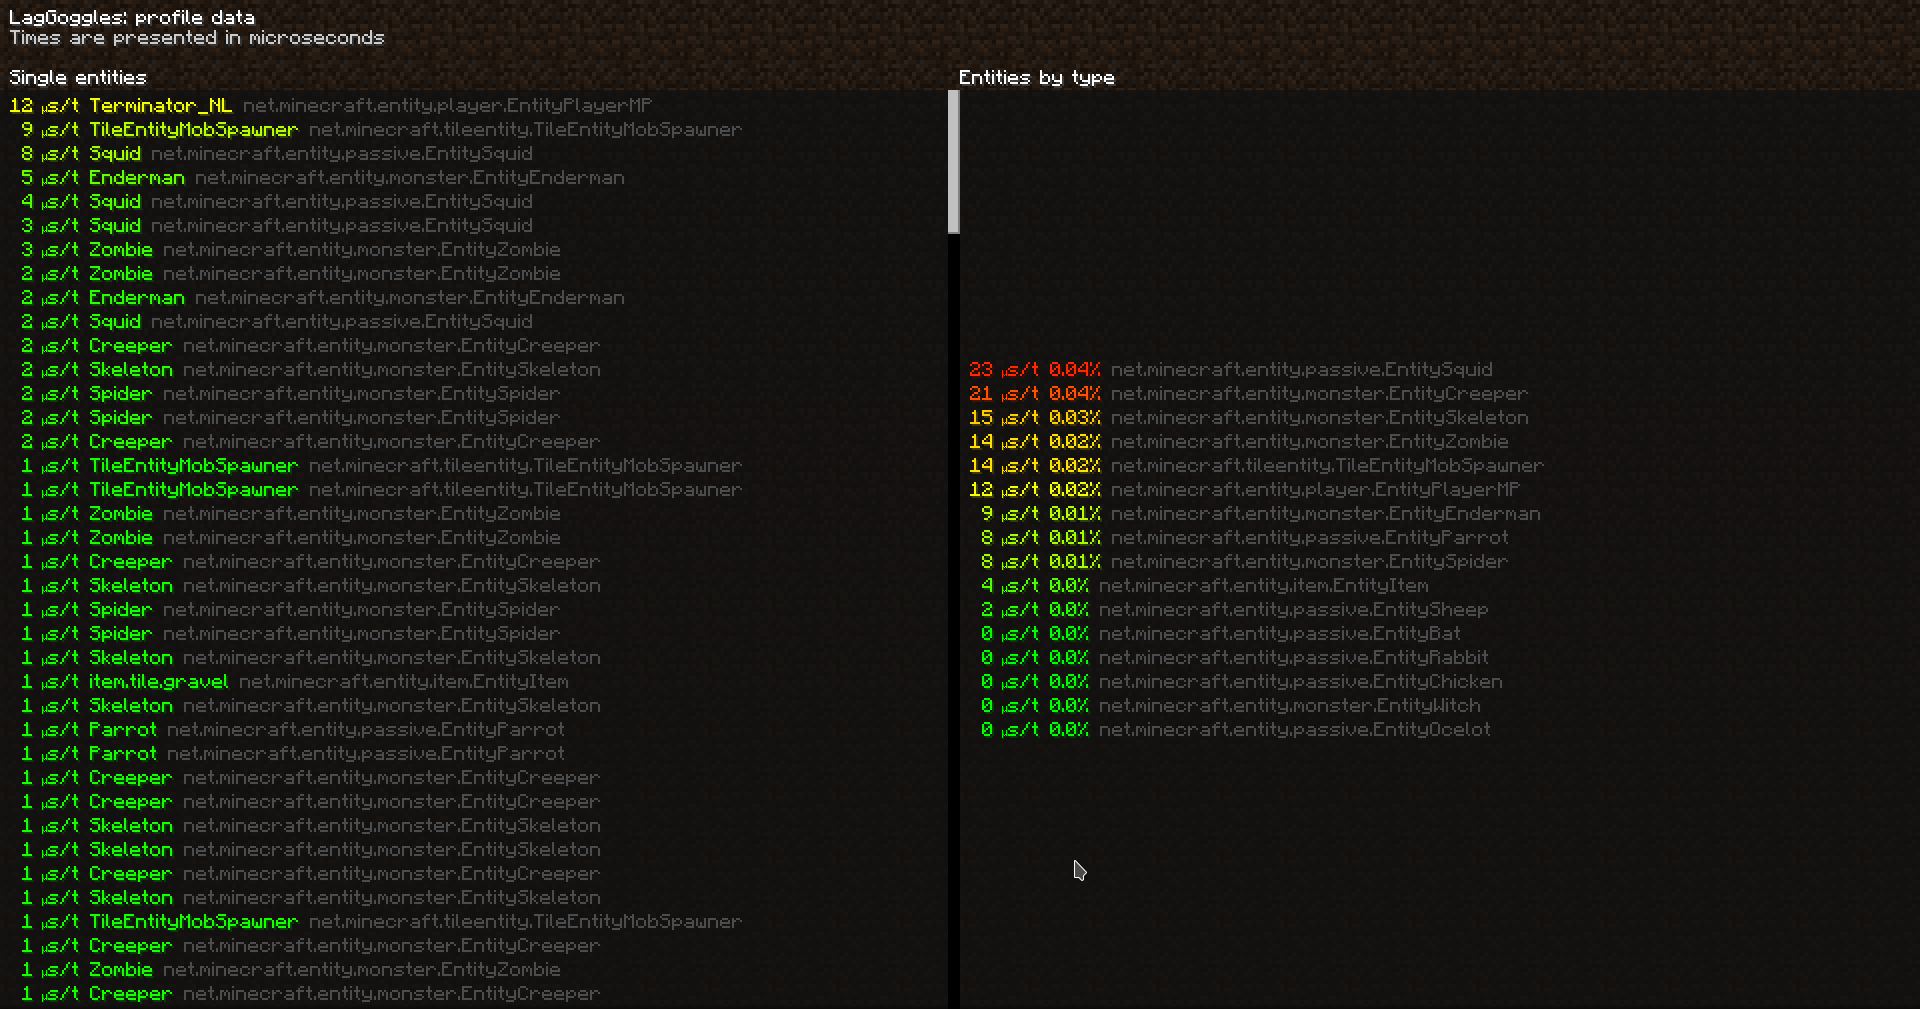 LagGoggles: profile data
Times are presented in microseconds
Single entities
12 µs/t Terminator_NL net.minecraft.entity.player.EntityPlayerMP
9 µs/t TileEntityMobSpawner net.minecraft.tileentity.TileEntityMobSpawner
8 µs/t Squid net.minecraft.entity.passive.EntitySquid
5 µs/t Enderman net.minecraft.entity.monster.EntityEnderman
4 µs/t Squid net.minecraft.entity.passive.EntitySquid
3 µs/t Squid net.minecraft.entity.passive.EntitySquid
3 µs/t Zombie net.minecraft.entity.monster.EntityZombie
2 µs/t Zombie net.minecraft.entity.monster.EntityZombie
2 µs/t Enderman net.minecraft.entity.monster.EntityEnderman
2 µs/t Squid net.minecraft.entity.passive.EntitySquid
2 µs/t Creeper net.minecraft.entity.monster.EntityCreeper
2 µs/t Skeleton net.minecraft.entity.monster.EntitySkeleton
2 µs/t Spider net.minecraft.entity.monster.EntitySpider
2 µs/t Spider net.minecraft.entity.monster.EntitySpider
2 µs/t Creeper net.minecraft.entity.monster.EntityCreeper
1 µs/t TileEntityMobSpawner net.minecraft.tileentity.TileEntityMobSpawner
1 µs/t TileEntityMobSpawner net.minecraft.tileentity.TileEntityMobSpawner
1 µs/t Zombie net.minecraft.entity.monster.EntityZombie
1 µs/t Zombie net.minecraft.entity.monster.EntityZombie
1 µs/t Creeper net.minecraft.entity.monster.EntityCreeper
1 µs/t Skeleton net.minecraft.entity.monster.EntitySkeleton
1 µs/t Spider net.minecraft.entity.monster.EntitySpider
1 µs/t Spider net.minecraft.entity.monster.EntitySpider
1 µs/t Skeleton net.minecraft.entity.monster.EntitySkeleton
1 µs/t item.tile.gravel net.minecraft.entity.item.EntityItem
1 µs/t Skeleton net.minecraft.entity.monster.EntitySkeleton
1 µs/t Parrot net.minecraft.entity.passive.EntityParrot
1 µs/t Parrot net.minecraft.entity.passive.EntityParrot
1 µs/t Creeper net.minecraft.entity.monster.EntityCreeper
1 µs/t Creeper net.minecraft.entity.monster.EntityCreeper
1 µs/t Skeleton net.minecraft.entity.monster.EntitySkeleton
1 µs/t Skeleton net.minecraft.entity.monster.EntitySkeleton
1 µs/t Creeper net.minecraft.entity.monster.EntityCreeper
1 µs/t Skeleton net.minecraft.entity.monster.EntitySkeleton
1 µs/t TileEntityMobSpawner net.minecraft.tileentity.TileEntityMobSpawner
1 µs/t Creeper net.minecraft.entity.monster.EntityCreeper
1 µs/t Zombie net.minecraft.entity.monster.EntityZombie
1 µs/t Creeper net.minecraft.entity.monster.EntityCreeper
Entities by type
23 µs/t 0.04% net.minecraft.entity.passive.EntitySquid
21 µs/t 0.04% net.minecraft.entity.monster.EntityCreeper
15 µs/t 0.03% net.minecraft.entity.monster.EntitySkeleton
14 µs/t 0.02% net.minecraft.entity.monster.EntityZombie
14 µs/t 0.02% net.minecraft.tileentity.TileEntityMobSpawner
12 µs/t 0.02% net.minecraft.entity.player.EntityPlayerMP
9 µs/t 0.01% net.minecraft.entity.monster.EntityEnderman
8 µs/t 0.01% net.minecraft.entity.passive.EntityParrot
8 µs/t 0.01% net.minecraft.entity.monster.EntitySpider
4 µs/t 0.0% net.minecraft.entity.item.EntityItem
2 µs/t 0.0% net.minecraft.entity.passive.EntitySheep
0 µs/t 0.0% net.minecraft.entity.passive.EntityBat
0 µs/t 0.0% net.minecraft.entity.passive.EntityRabbit
0 µs/t 0.0% net.minecraft.entity.passive.EntityChicken
0 µs/t 0.0% net.minecraft.entity.monster.EntityWitch
0 µs/t 0.0% net.minecraft.entity.passive.EntityOcelot